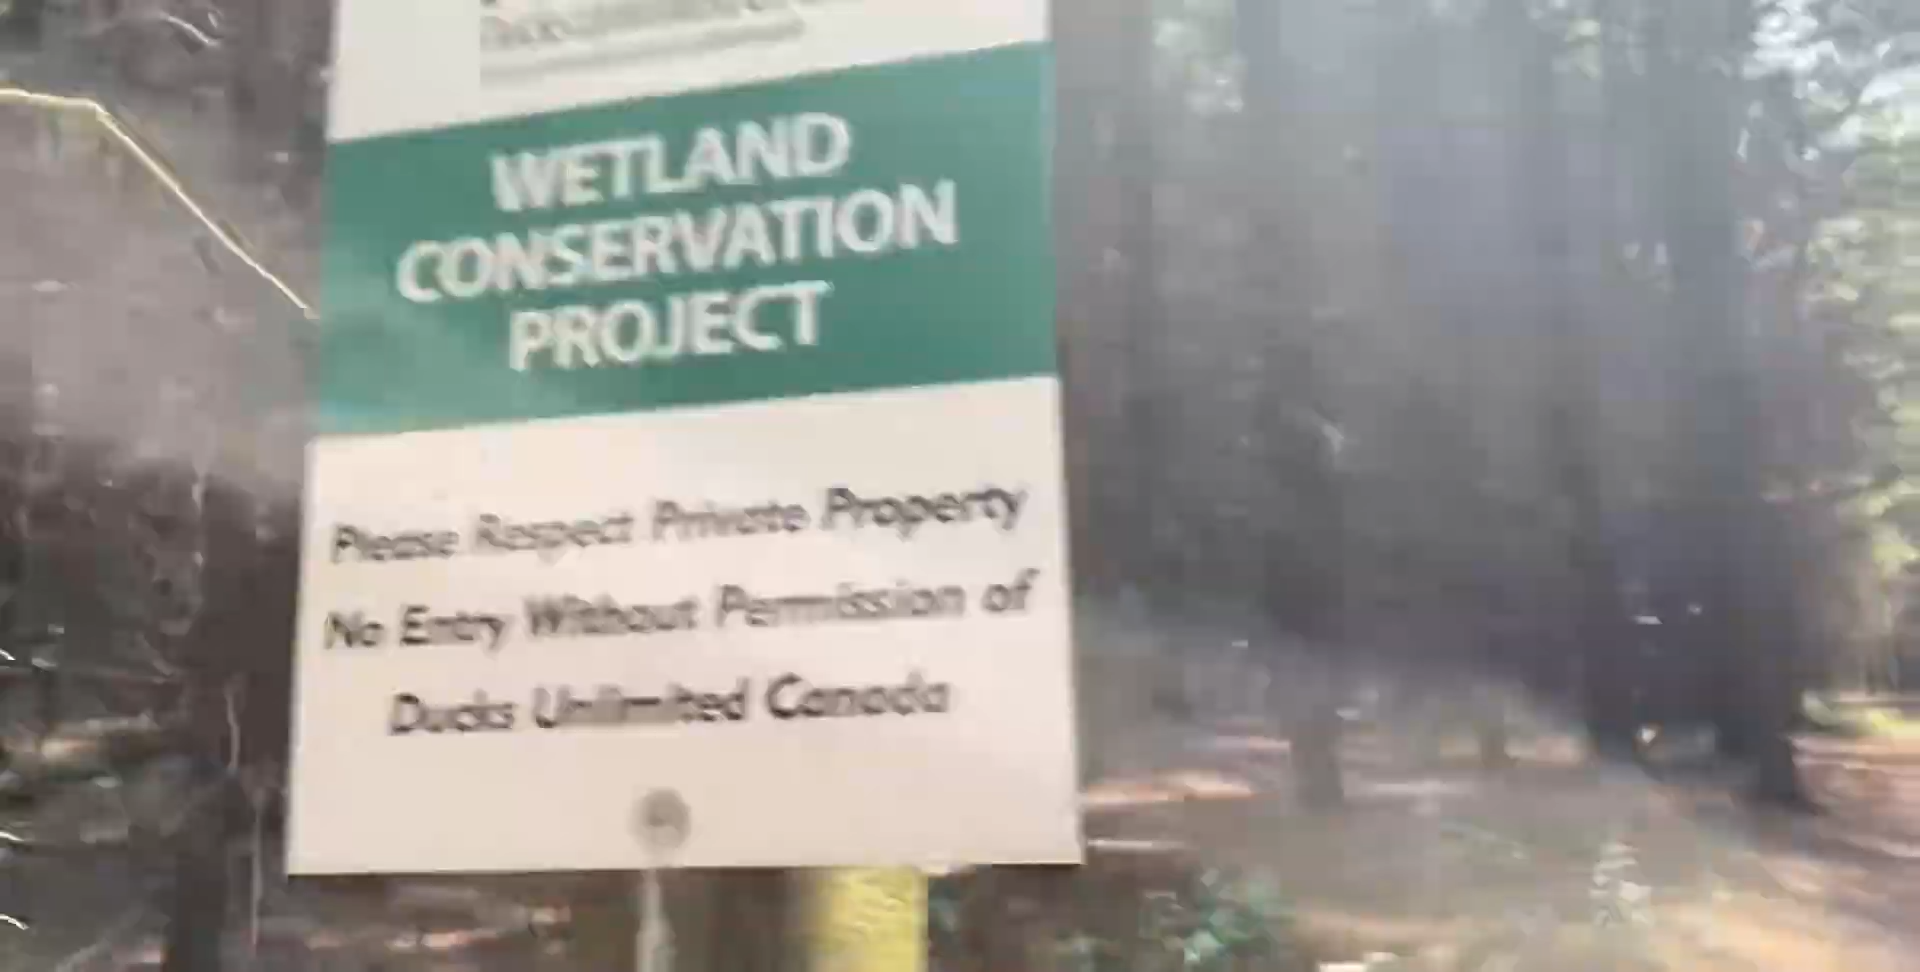 WETLAND
CONSERVATION
PROJECT
Please Respect Private Property
No Entry Without Permission of
Ducks Unlimited Canada